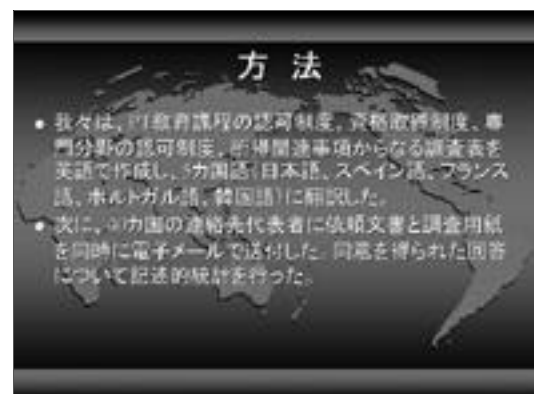 方 法
• 我々は、教育課程の認可制度、資格取得制度、専
門分野の認可制度、関連事項からなる調査表を
英語で作成し、5カ国語(日本語、スペイン語、フランス
語、ポルトガル語、韓国語)に翻訳した。
• 次に、カ国の連絡先代表者に依頼文書と調査用紙
を同時に電子メールで送付した。同意を得られた回答
について記述的統計を行った。